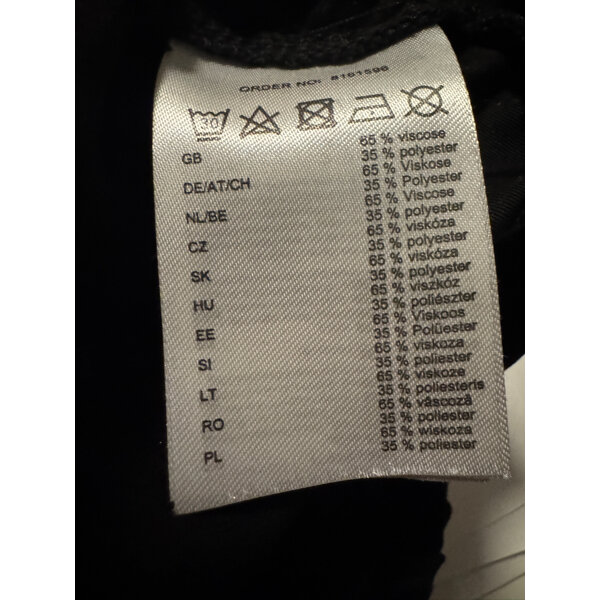 ORDER NO: 8161596
30
GB 65 % viscose
35 % polyester
DE/AT/CH 65 % Viskose
35 % Polyester
NL/BE 65 % Viscose
35 % polyester
CZ 65 % viskóza
35 % polyester
SK 65 % viskóza
35 % polyester
HU 65 % viszkóz
35 % poliészter
EE 65 % Viskoos
35 % Polüester
SI 65 % viskoza
35 % poliester
LT 65 % viskoze
35 % poliesteris
RO 65 % vâscoză
35 % poliester
PL 65 % wiskoza
35 % poliester